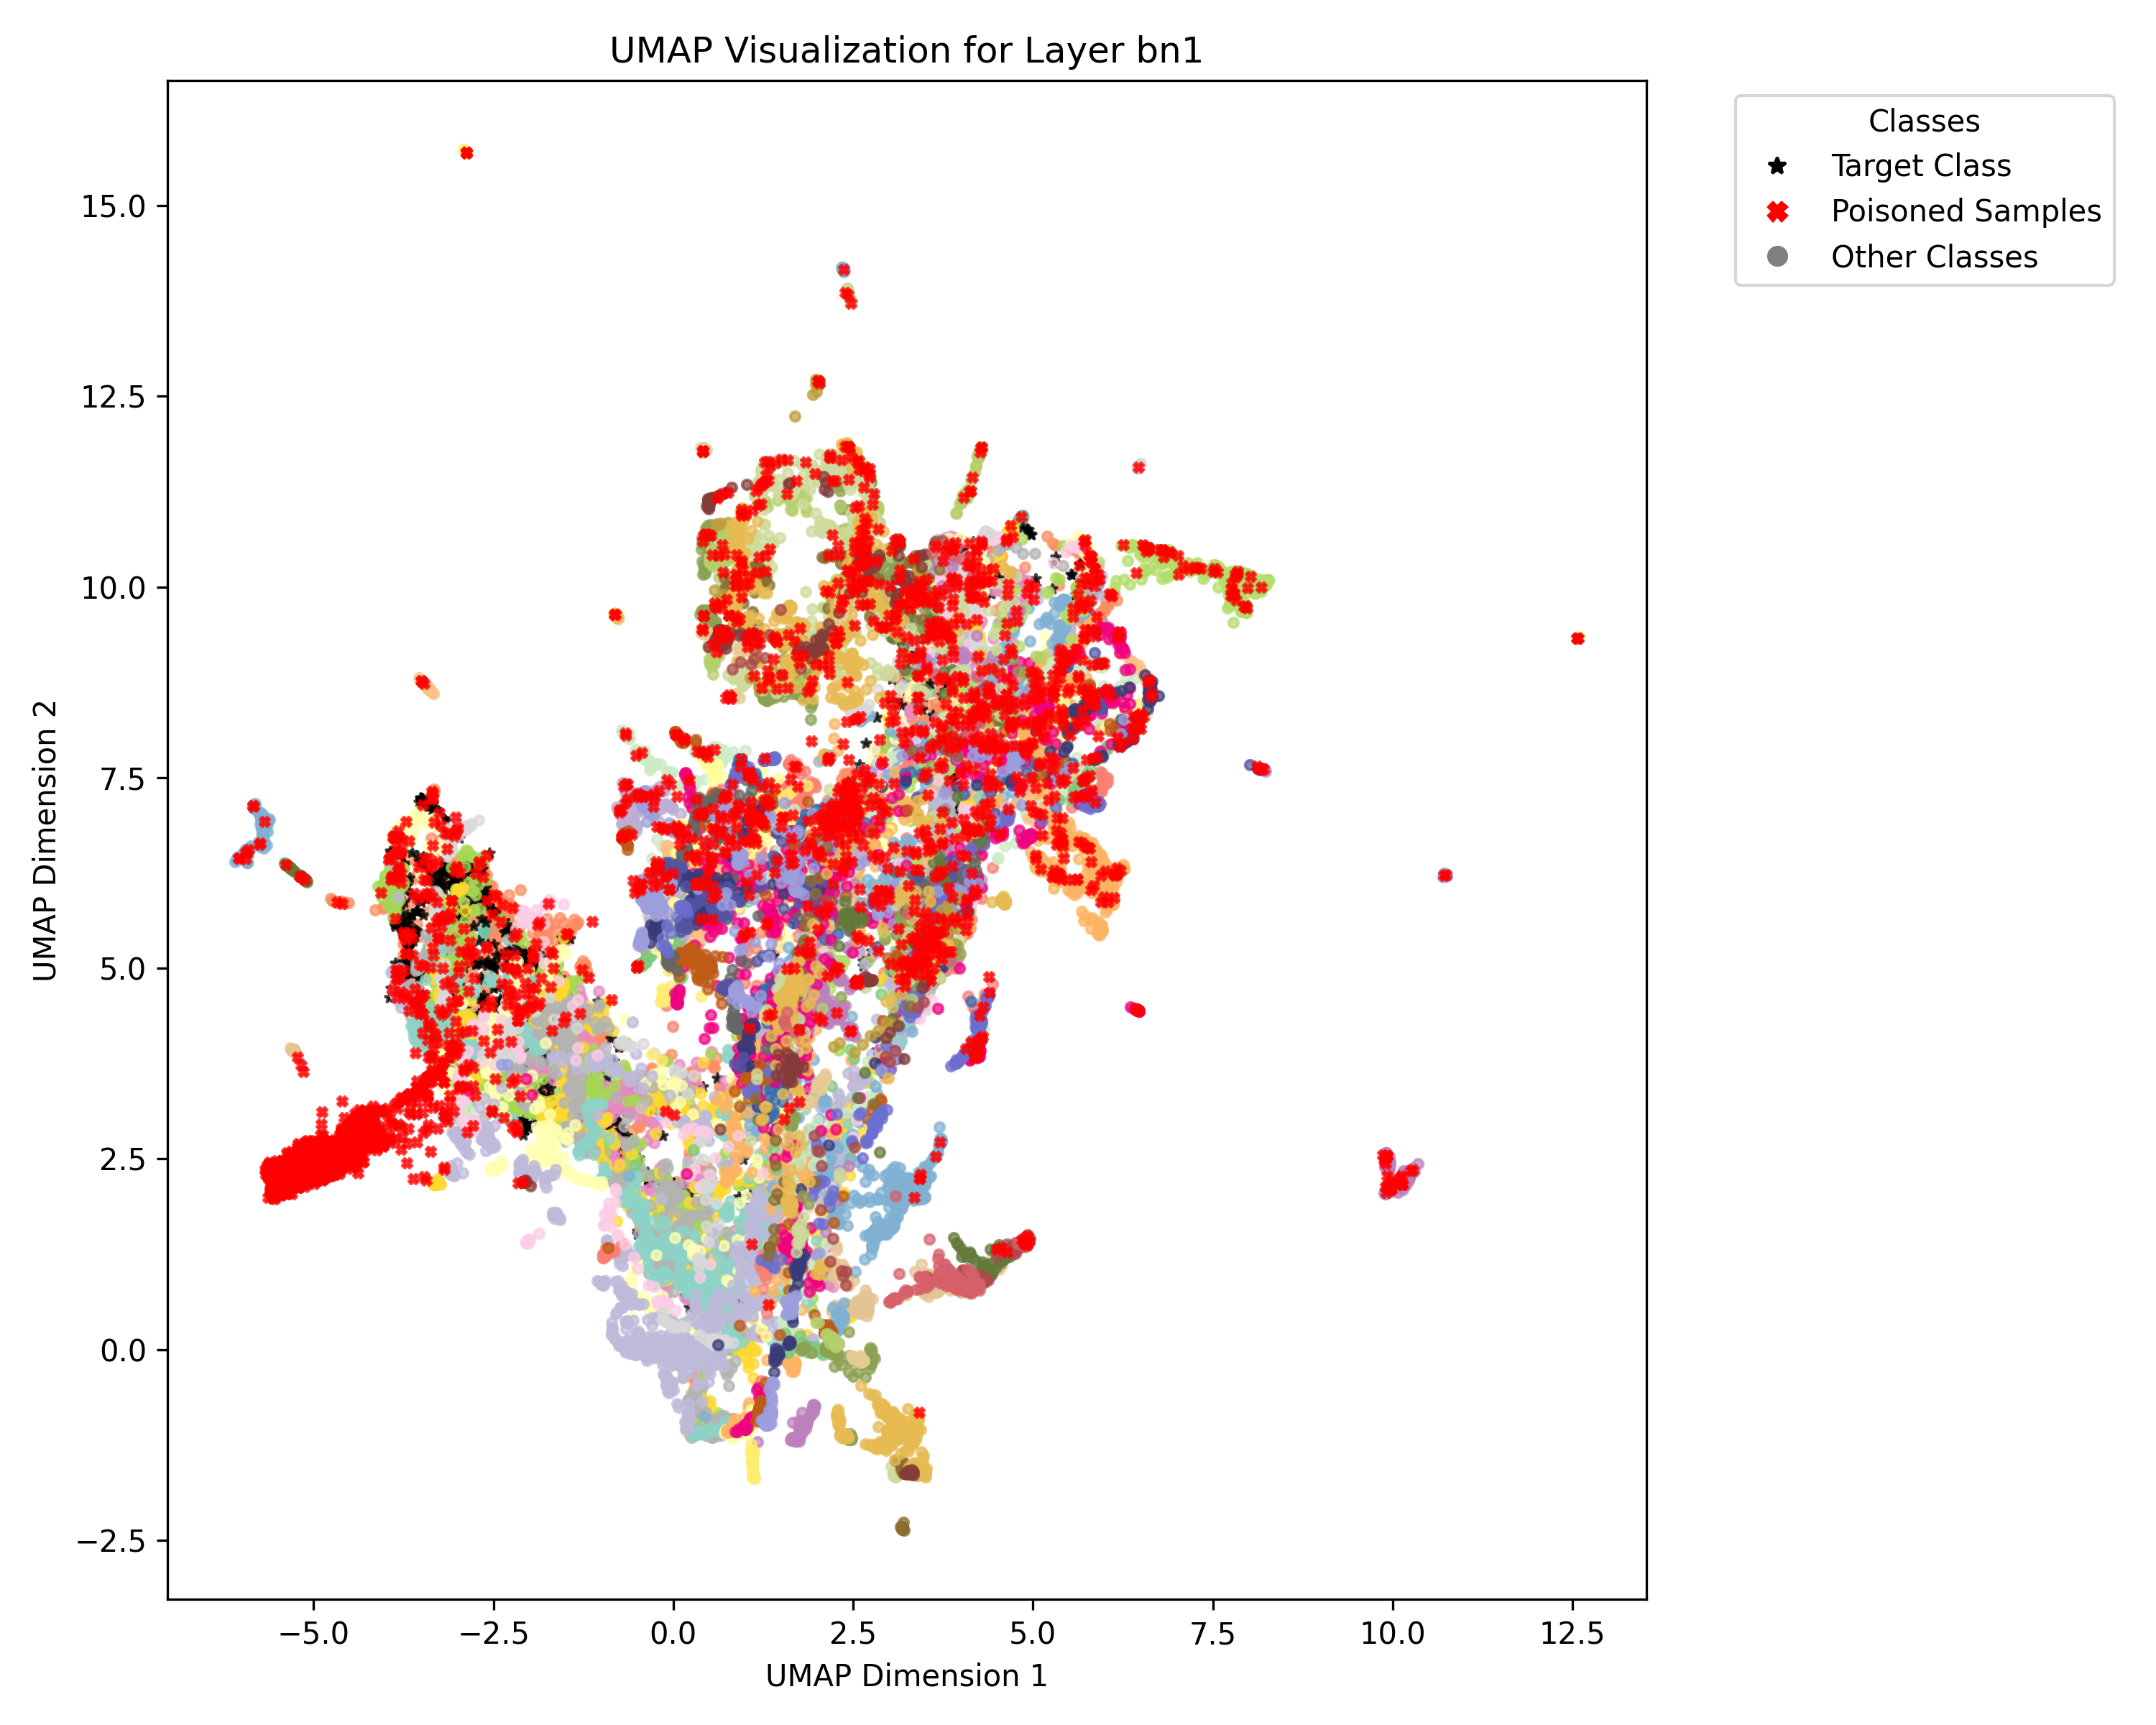 UMAP Visualization for Layer bn1
Classes
Target Class
Poisoned Samples
Other Classes
15.0
12.5
10.0
7.5
5.0
2.5
0.0
−2.5
UMAP Dimension 2
−5.0 −2.5 0.0 2.5 5.0 7.5 10.0 12.5
UMAP Dimension 1